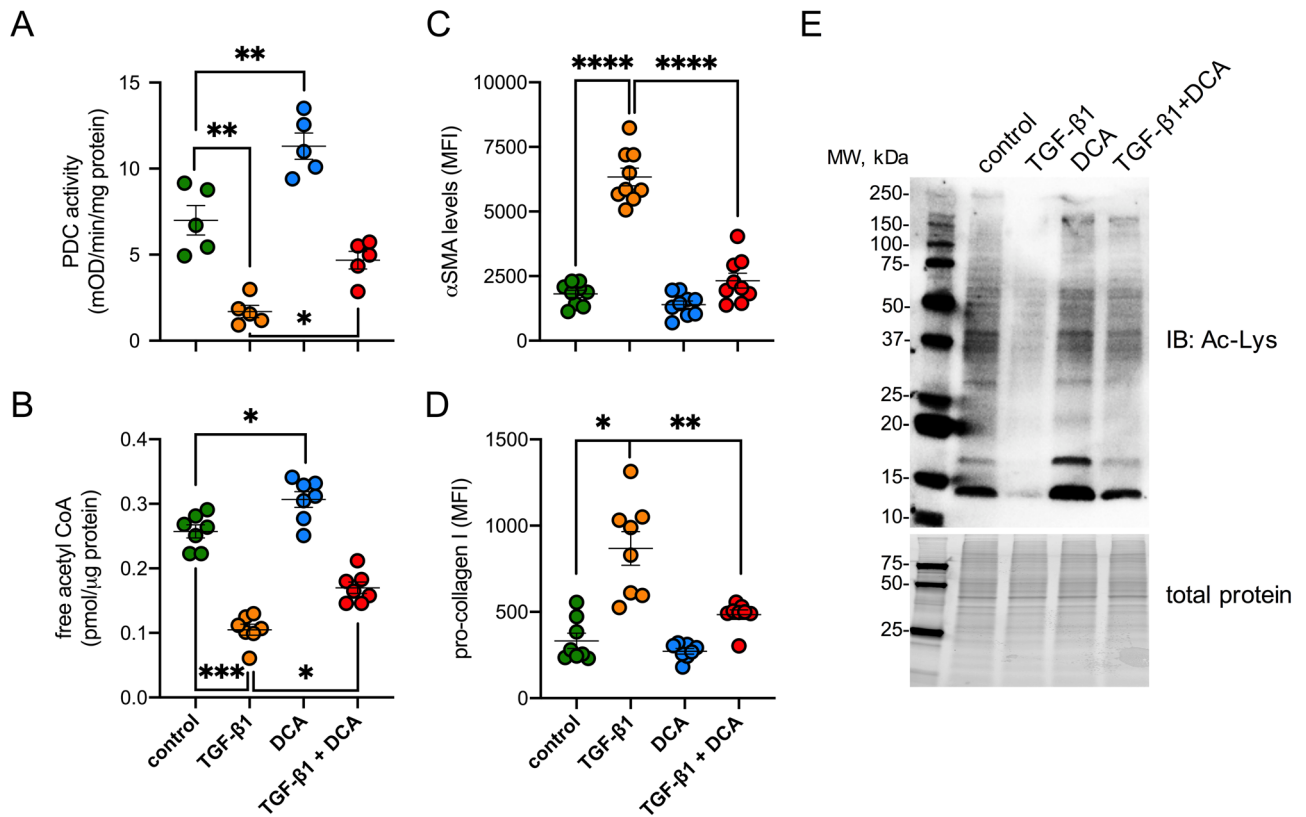 A
PDC activity
(mOD/min/mg protein)
15
10
5
0
**
**
*
B
free acetyl CoA
(pmol/µg protein)
0.4
0.3
0.2
0.1
0.0
*
***
*
control
TGF-β1
DCA
TGF-β1 + DCA
C
αSMA levels (MFI)
10000
7500
5000
2500
0
****
****
D
pro-collagen I (MFI)
1500
1000
500
0
*
**
control
TGF-β1
DCA
TGF-β1 + DCA
E
MW, kDa
control
TGF-β1
DCA
TGF-β1+DCA
250-
150-
100-
75-
50-
37-
25-
20-
15-
10-
IB: Ac-Lys
75-
50-
25-
total protein